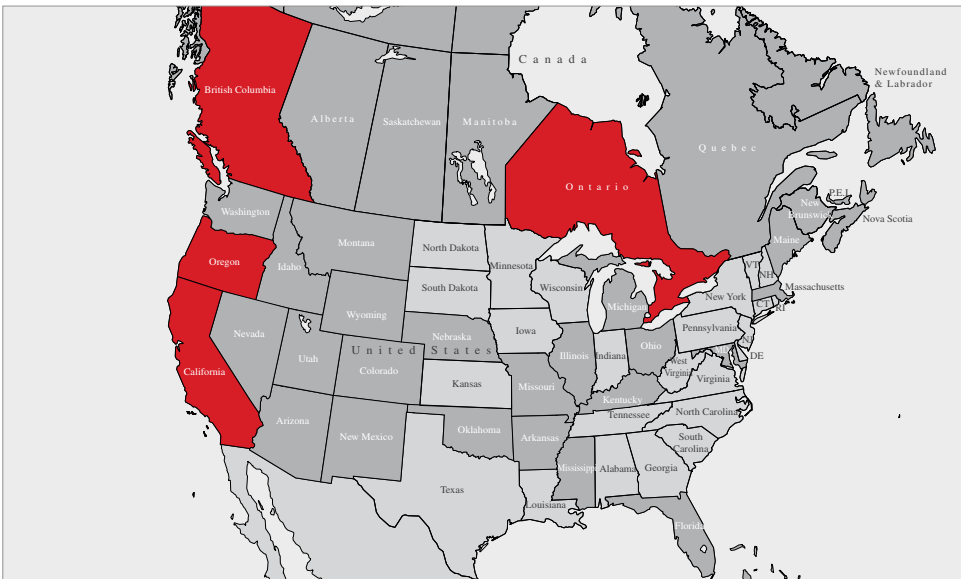 Canada
Newfoundland
& Labrador
British Columbia
Alberta
Saskatchewan
Manitoba
Quebec
Ontario
P.E.I.
New
Brunswick
Nova Scotia
Washington
Maine
Montana
North Dakota
Minnesota
Oregon
Idaho
VT
NH
South Dakota
Wisconsin
Massachusetts
New York
Michigan
CT
RI
Wyoming
Iowa
Pennsylvania
Nevada
Nebraska
NJ
Utah
United States
Illinois
Indiana
Ohio
MD
DE
California
Colorado
Kansas
Missouri
West
Virginia
Virginia
Kentucky
Arizona
New Mexico
Oklahoma
Arkansas
Tennessee
North Carolina
South
Carolina
Mississippi
Alabama
Georgia
Texas
Louisiana
Florida